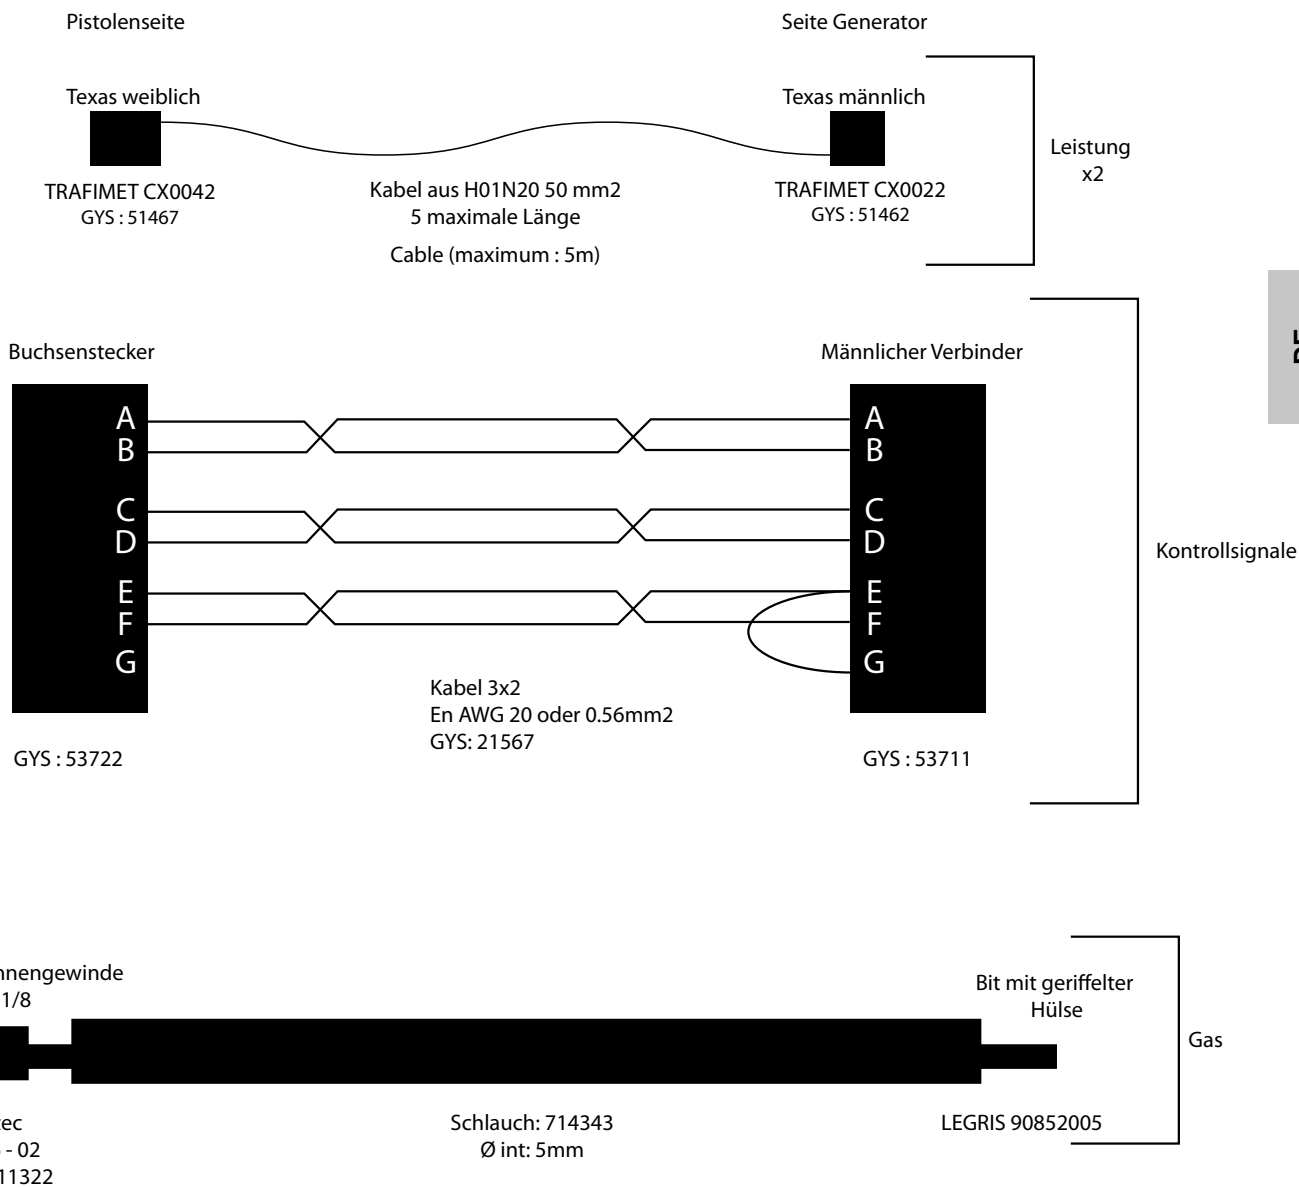 Pistolenseite
Seite Generator
Texas weiblich
Texas männlich
Leistung
x2
TRAFIMET CX0042
GYS : 51467
Kabel aus H01N20 50 mm2
5 maximale Länge
Cable (maximum : 5m)
TRAFIMET CX0022
GYS : 51462
Buchsenstecker
Männlicher Verbinder
A
B
C
D
E
F
G
A
B
C
D
E
F
G
Kontrollsignale
Kabel 3x2
En AWG 20 oder 0.56mm2
GYS: 21567
GYS : 53722
GYS : 53711
nnengewinde
1/8
Bit mit geriffelter
Hülse
Gas
tec
- 02
11322
Schlauch: 714343
Ø int: 5mm
LEGRIS 90852005